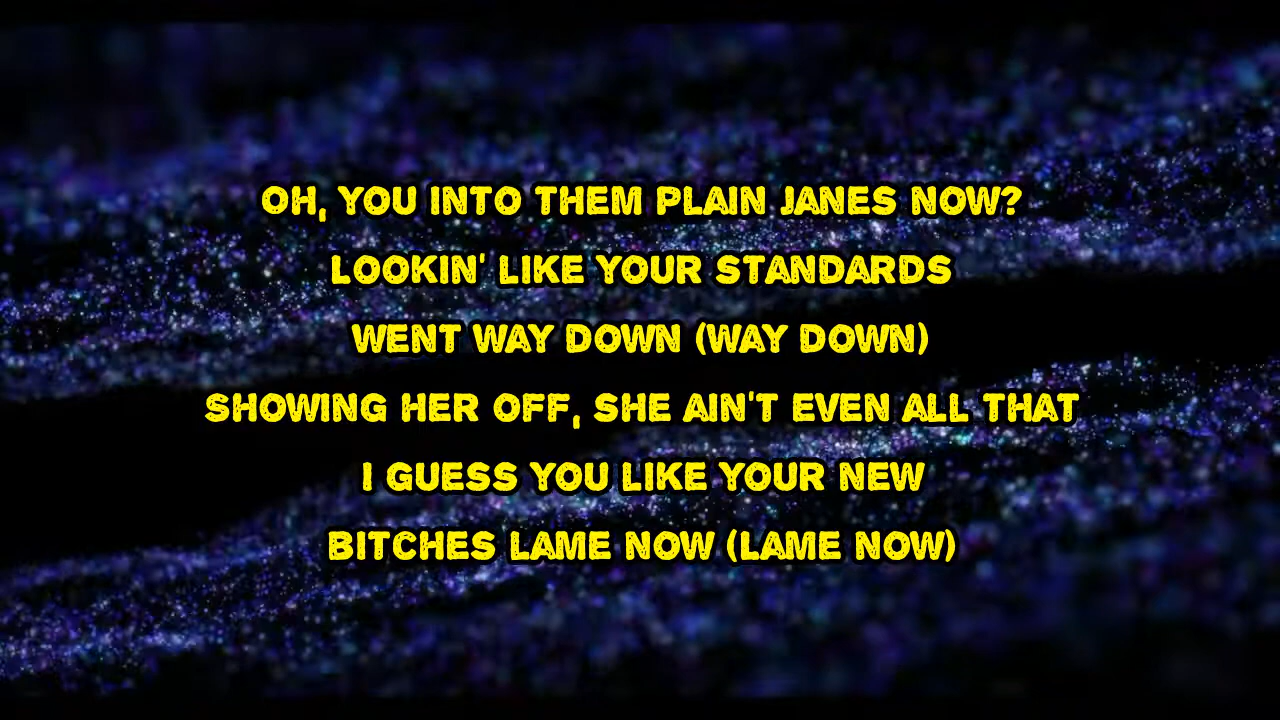 OH, YOU INTO THEM PLAIN JANES NOW?
LOOKIN' LIKE YOUR STANDARDS
WENT WAY DOWN (WAY DOWN)
SHOWING HER OFF, SHE AIN'T EVEN ALL THAT
I GUESS YOU LIKE YOUR NEW
BITCHES LAME NOW (LAME NOW)